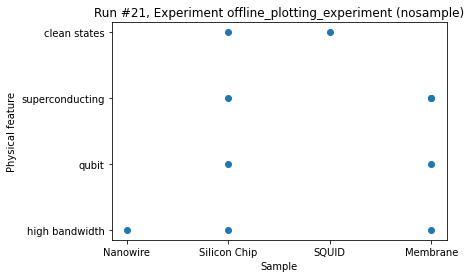 Run #21, Experiment offline_plotting_experiment (nosample)
clean states
superconducting
qubit
high bandwidth
Physical feature
Nanowire Silicon Chip SQUID Membrane
Sample